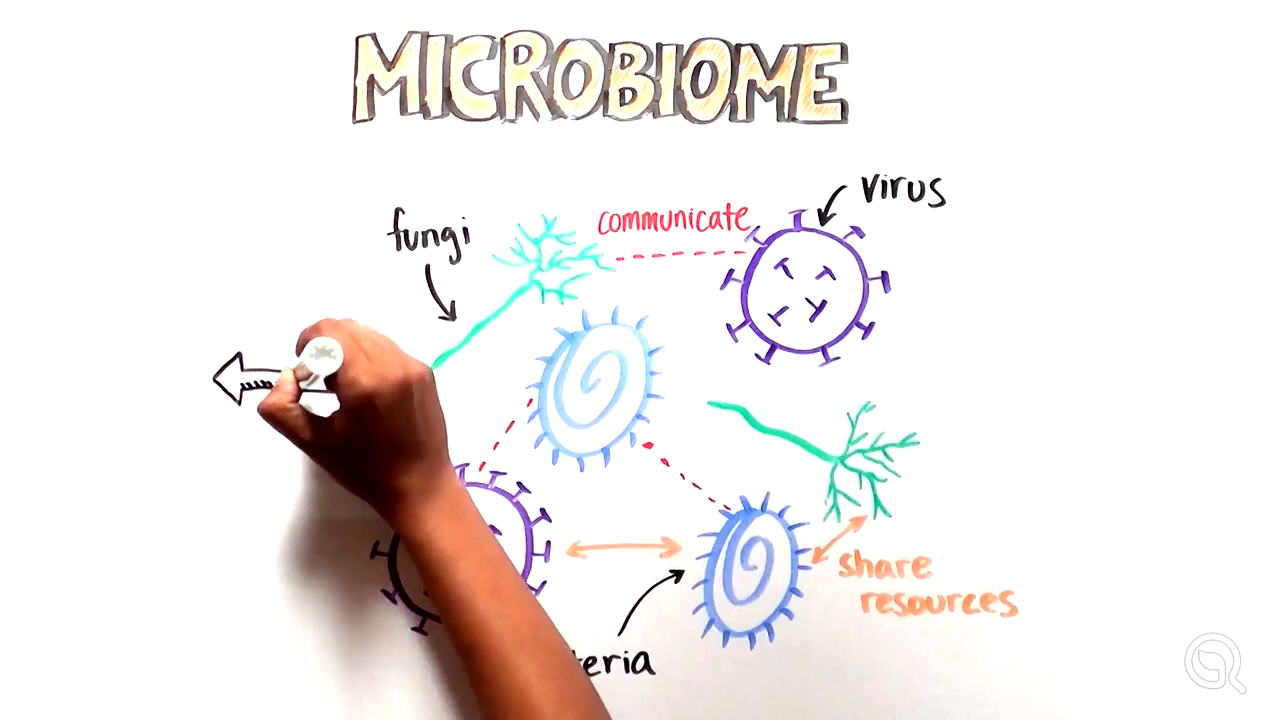 MICROBIOME
virus
communicate
fungi
share
resources